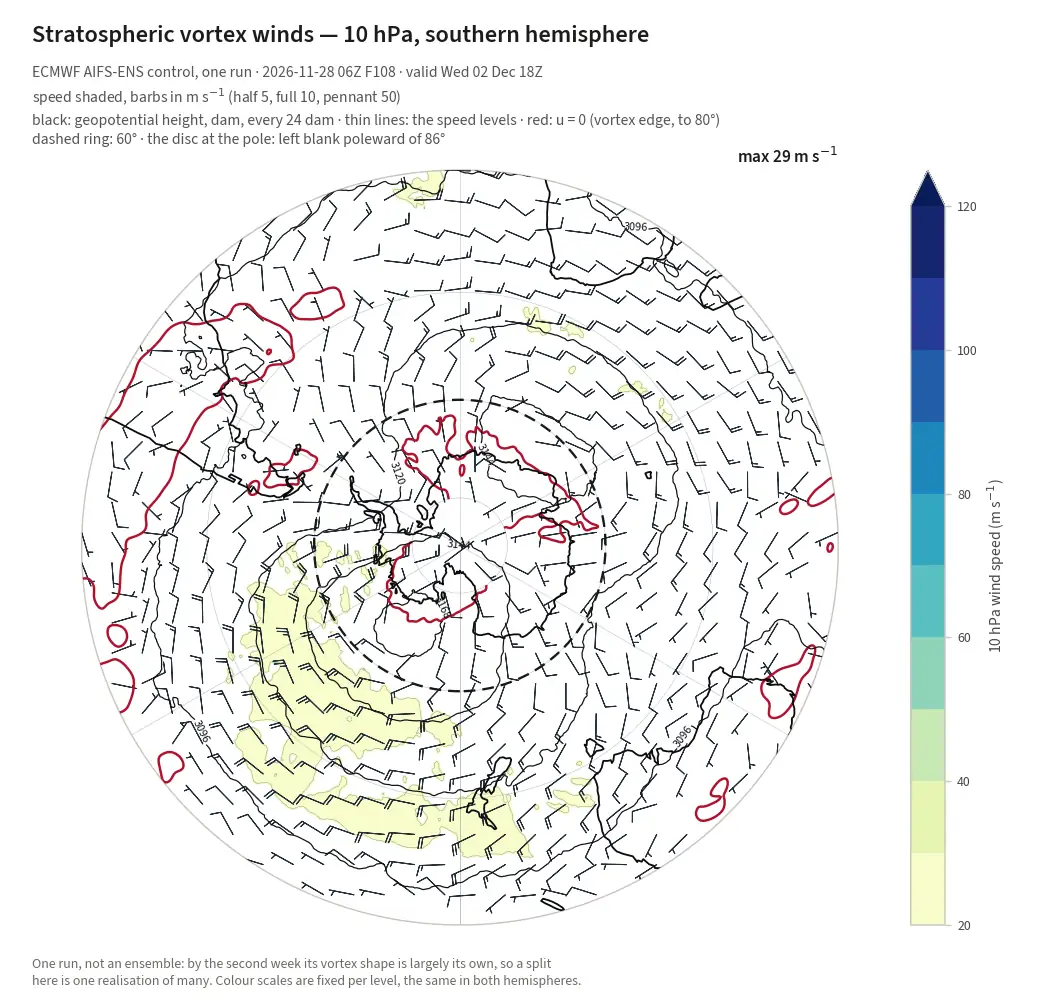 Stratospheric vortex winds — 10 hPa, southern hemisphere
ECMWF AIFS-ENS control, one run · 2026-11-28 06Z F108 · valid Wed 02 Dec 18Z
speed shaded, barbs in m s−1 (half 5, full 10, pennant 50)
black: geopotential height, dam, every 24 dam · thin lines: the speed levels · red: u = 0 (vortex edge, to 80°)
dashed ring: 60° · the disc at the pole: left blank poleward of 86°
max 29 m s−1
3096
3120
3144
3168
3096
3096
120
100
80
60
40
20
10 hPa wind speed (m s−1)
One run, not an ensemble: by the second week its vortex shape is largely its own, so a split
here is one realisation of many. Colour scales are fixed per level, the same in both hemispheres.